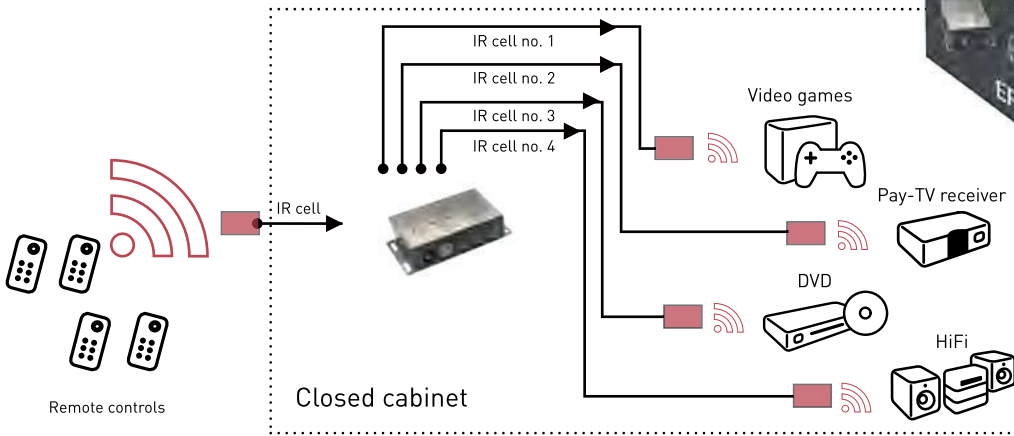 IR cell no. 1
IR cell no. 2
IR cell no. 3
IR cell no. 4
Video games
Pay-TV receiver
IR cell
DVD
HiFi
Closed cabinet
Remote controls